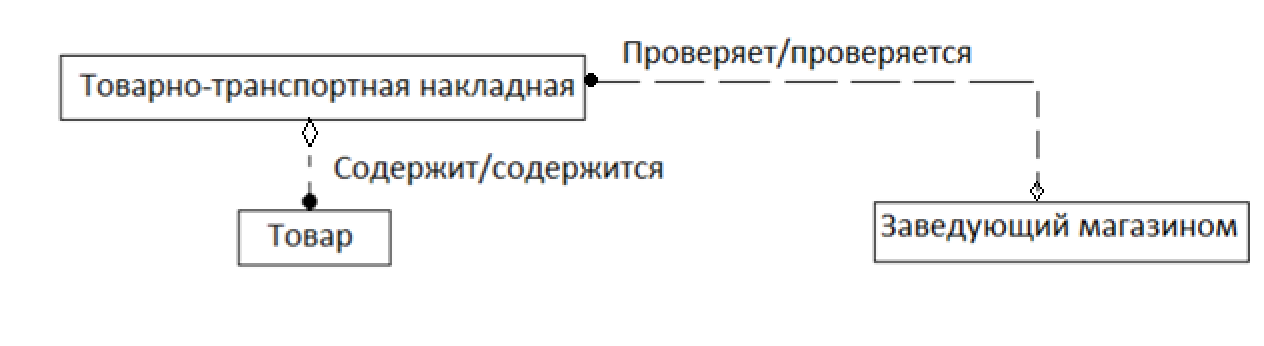 Проверяет/проверяется
Товарно-транспортная накладная
Содержит/содержится
Товар
Заведующий магазином